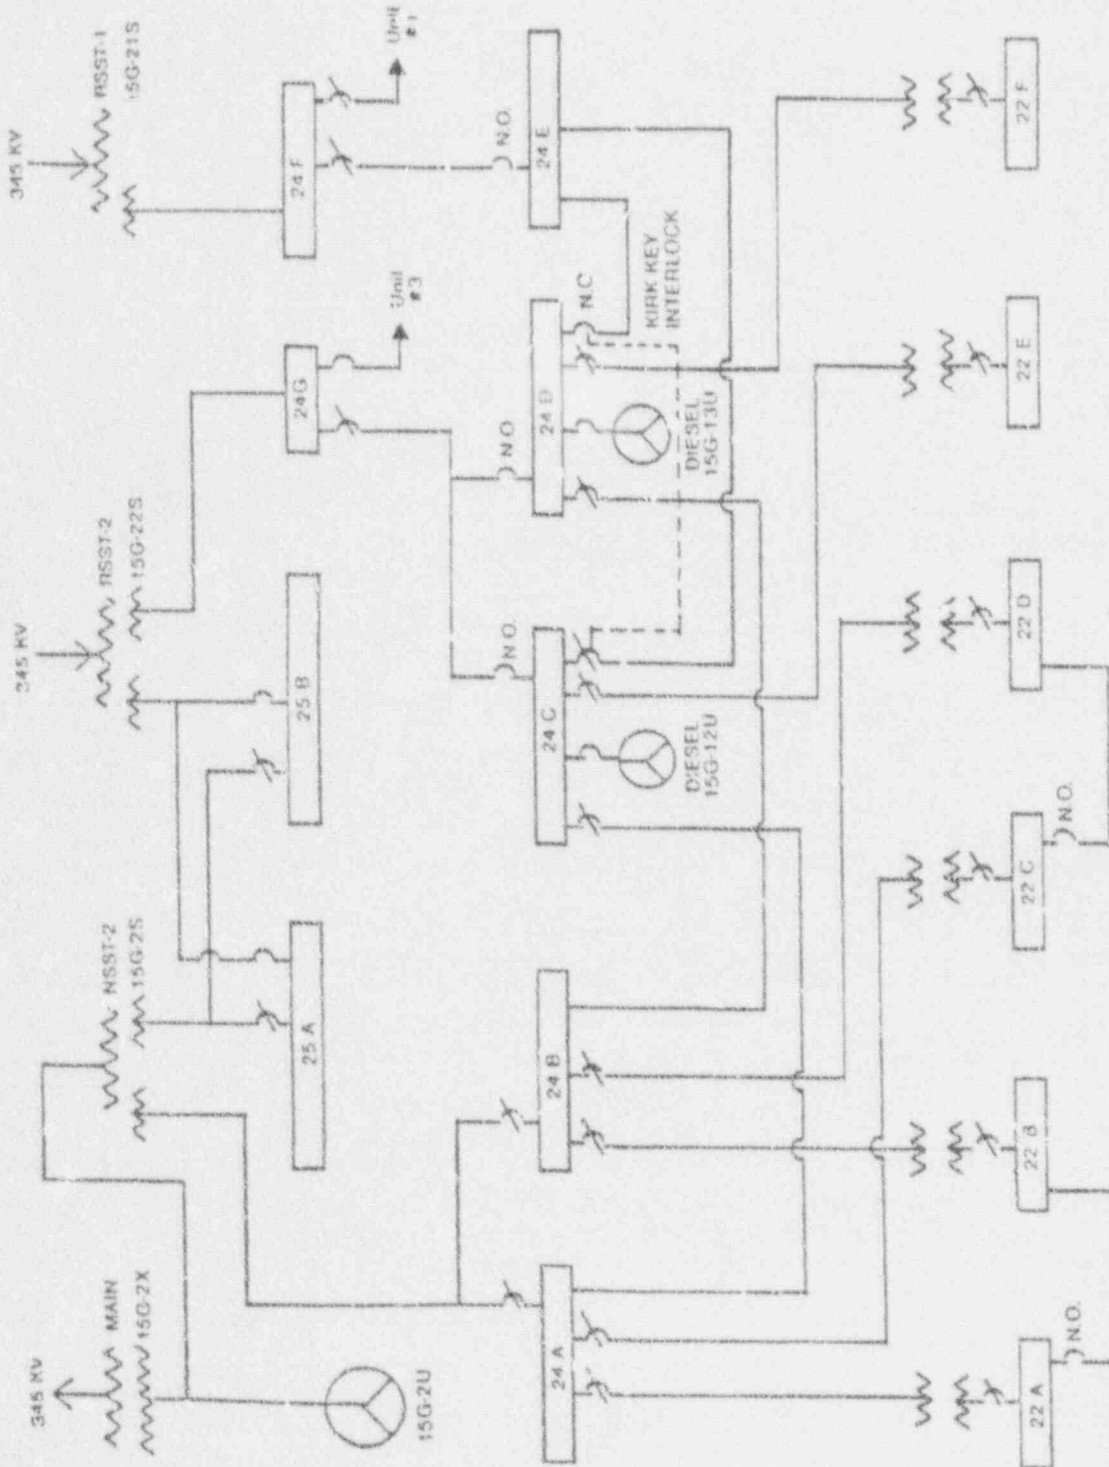 345 KV
MAIN
15G-2X
15G-2U
NSST-2
15G-2S
345 KV
RSST-2
15G-22S
345 KV
RSST-1
15G-21S
25 A
25 B
24G
Unit
#3
24 F
Unit
#1
24 A
24 B
N.O.
24 C
DIESEL
15G-12U
N.O
24 D
DIESEL
15G-13U
N.C
KIRK KEY
INTERLOCK
N.O.
24 E
22 A
N.O.
22 B
22 C
N.O.
22 D
22 E
22 F